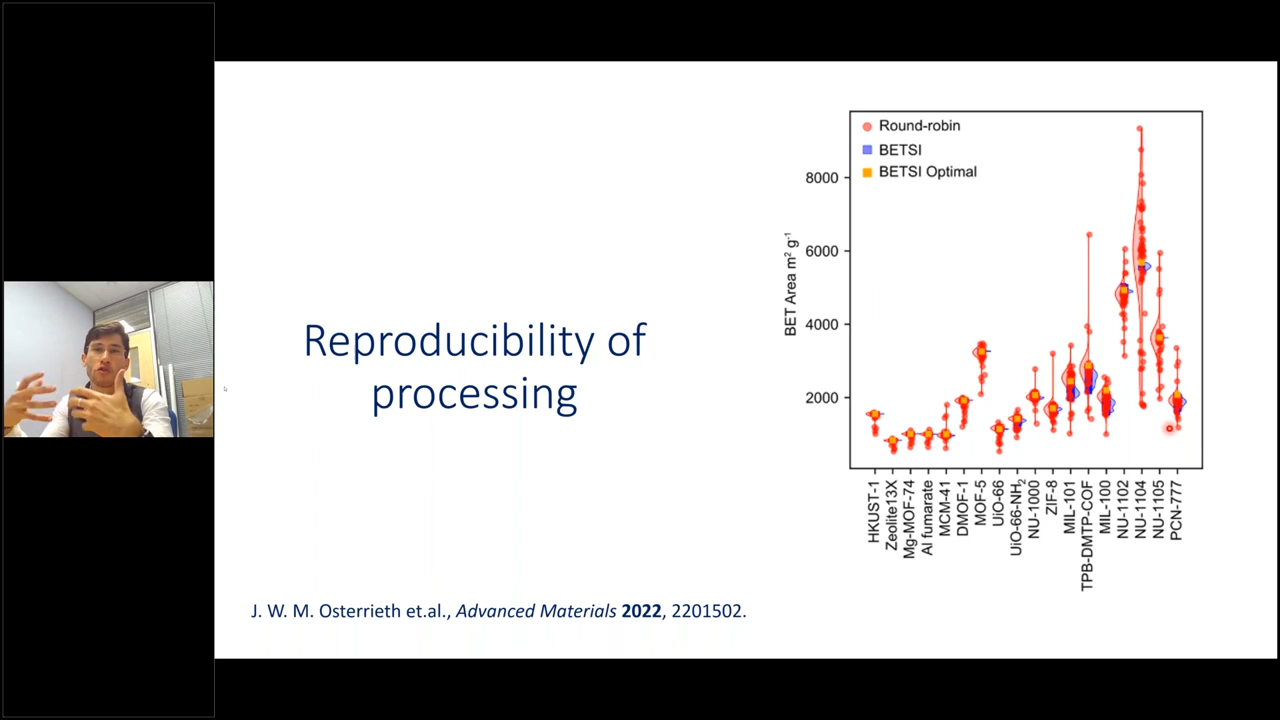 Reproducibility of
processing
J. W. M. Osterrieth et.al., Advanced Materials 2022, 2201502.
Round-robin
BETSI
BETSI Optimal
BET Area m² g⁻¹
8000
6000
4000
2000
HKUST-1
Zeolite13X
Mg-MOF-74
Al fumarate
MCM-41
DMOF-1
MOF-5
UiO-66
UiO-66-NH₂
NU-1000
ZIF-8
MIL-101
TPB-DMTP-COF
MIL-100
NU-1102
NU-1104
NU-1105
PCN-777